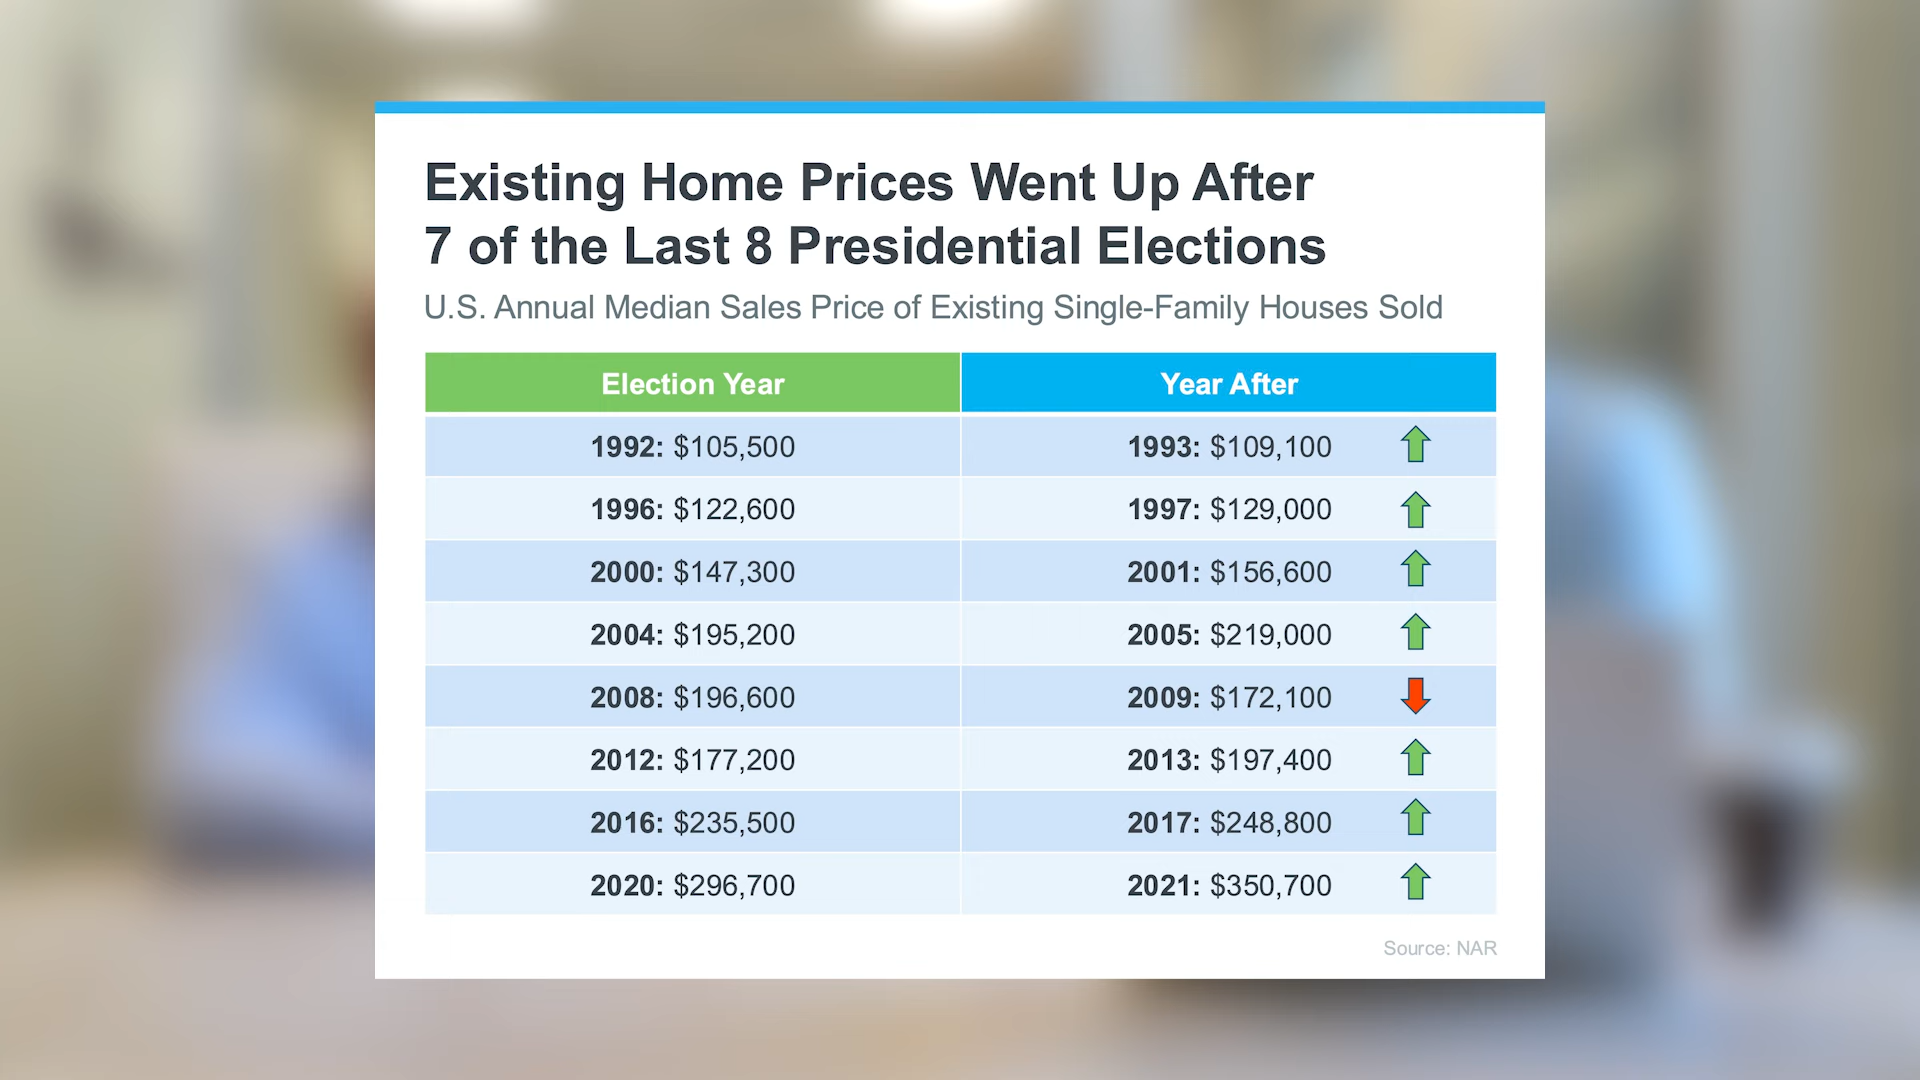 Existing Home Prices Went Up After
7 of the Last 8 Presidential Elections
U.S. Annual Median Sales Price of Existing Single-Family Houses Sold
Election Year Year After
1992: $105,500 1993: $109,100
1996: $122,600 1997: $129,000
2000: $147,300 2001: $156,600
2004: $195,200 2005: $219,000
2008: $196,600 2009: $172,100
2012: $177,200 2013: $197,400
2016: $235,500 2017: $248,800
2020: $296,700 2021: $350,700
Source: NAR